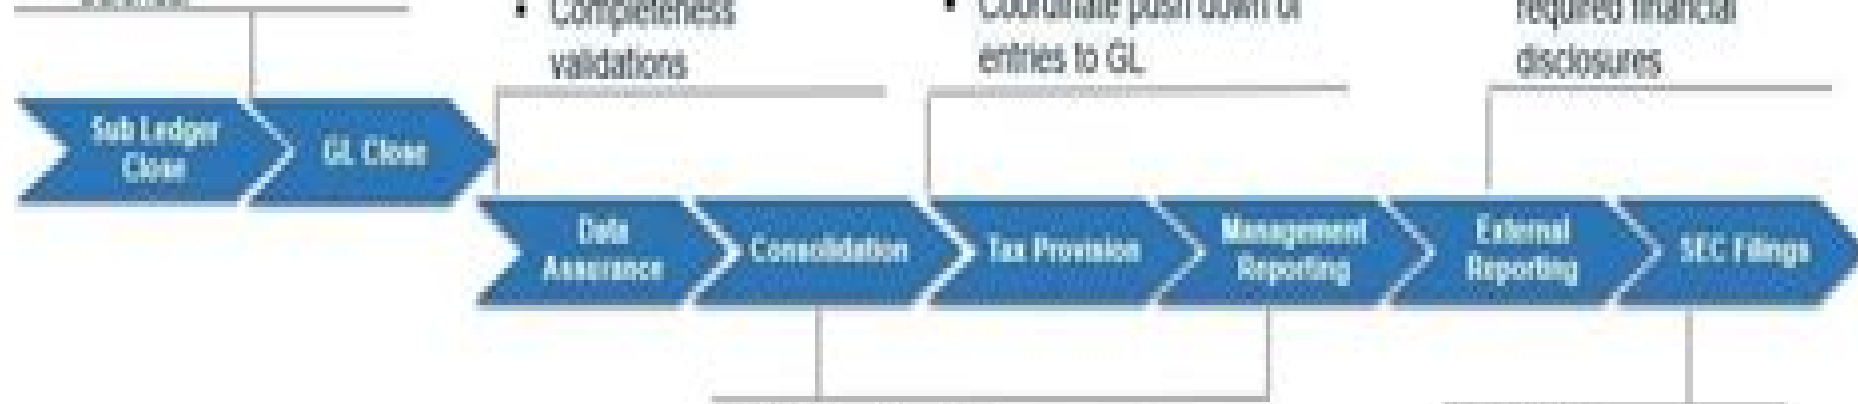 • Completeness
validations
• Coordinate push down of
entries to GL
required financial
disclosures
Sub Ledger
Close
GL Close
Data
Assurance
Consolidation
Tax Provision
Management
Reporting
External
Reporting
SEC Filings